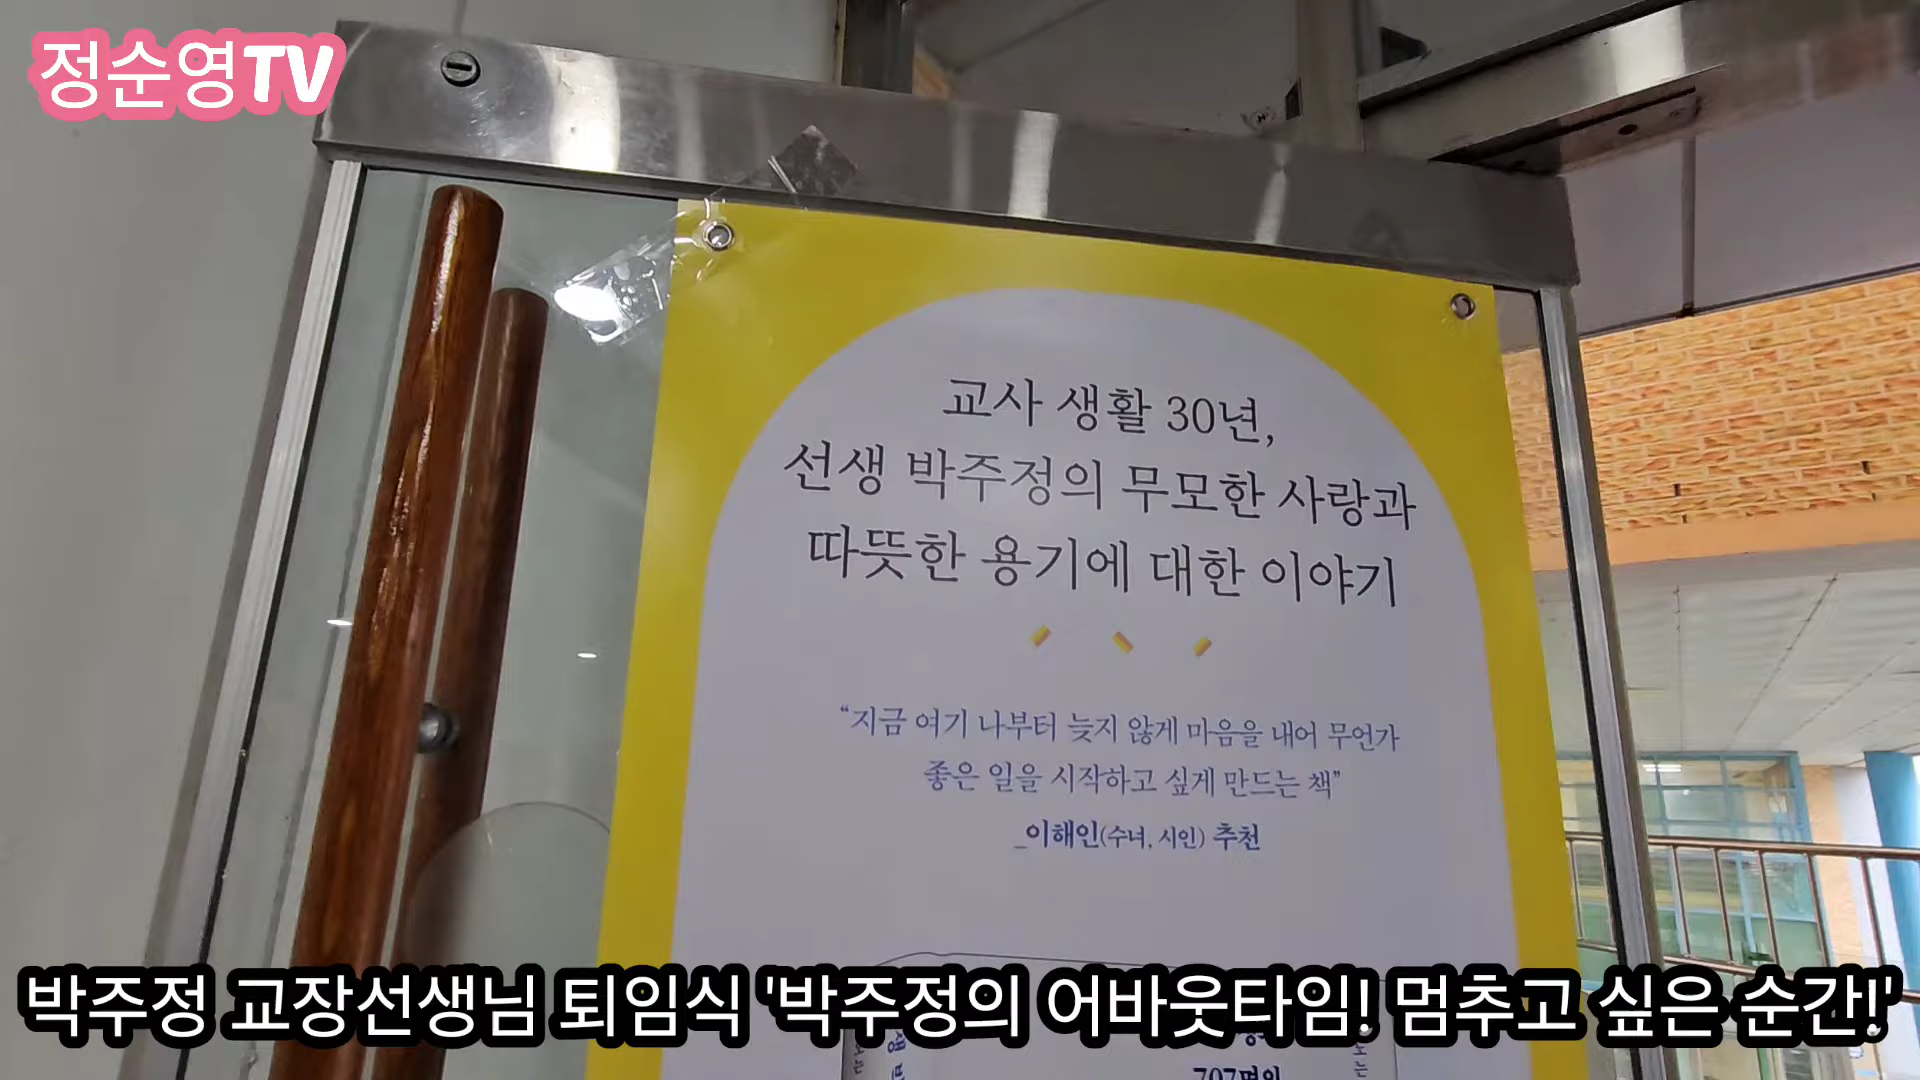 정순영TV
교사 생활 30년,
선생 박주정의 무모한 사랑과
따뜻한 용기에 대한 이야기
“지금 여기 나부터 늦지 않게 마음을 내어 무언가
좋은 일을 시작하고 싶게 만드는 책”
_이해인(수녀, 시인) 추천
박주정 교장선생님 퇴임식 '박주정의 어바웃타임! 멈추고 싶은 순간!'
707명의